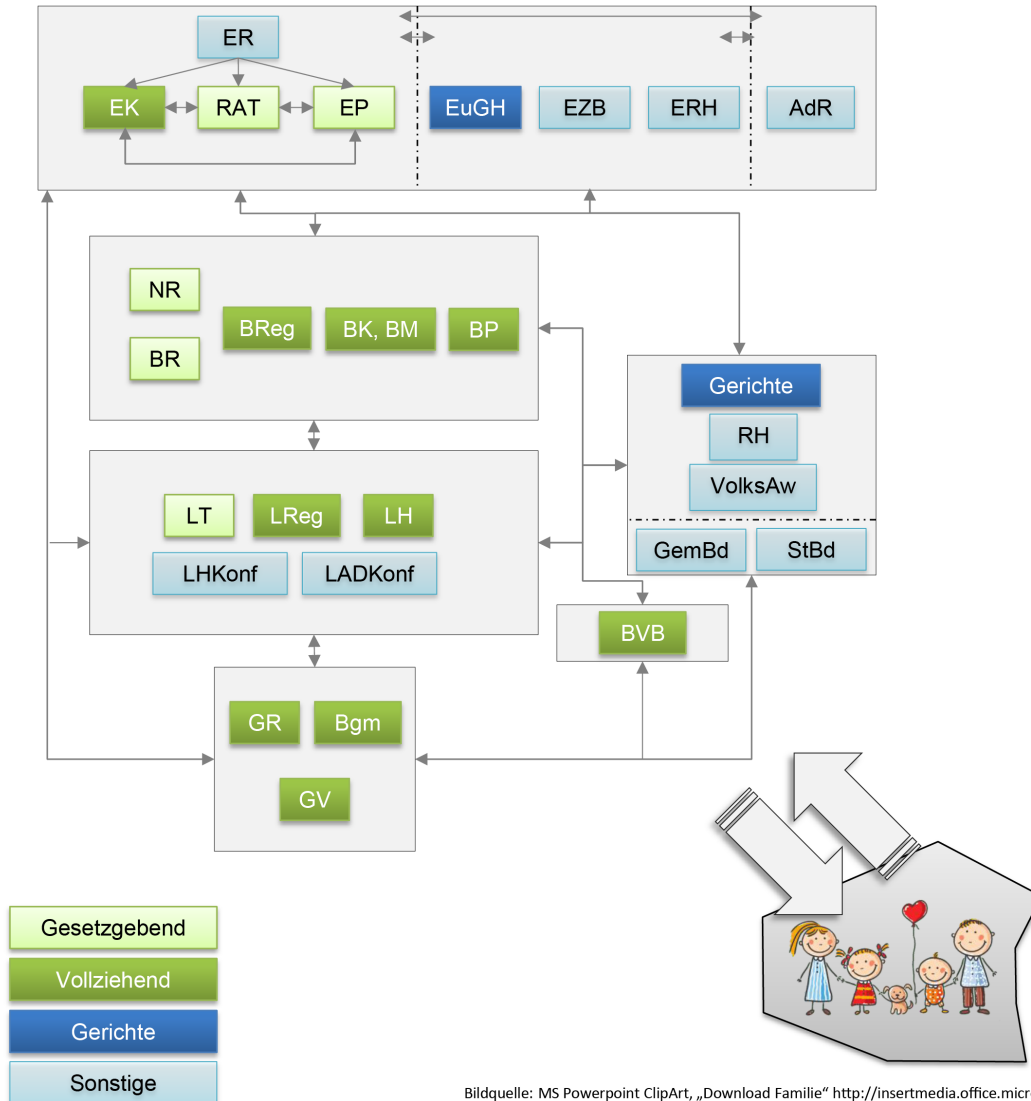 ER
EK
RAT
EP
EuGH
EZB
ERH
AdR
NR
BR
BReg
BK, BM
BP
Gerichte
RH
VolksAw
GemBd
StBd
LT
LReg
LH
LHKonf
LADKonf
BVB
GR
Bgm
GV
Gesetzgebend
Vollziehend
Gerichte
Sonstige
Bildquelle: MS Powerpoint ClipArt, „Download Familie“ http://insertmedia.office.micr